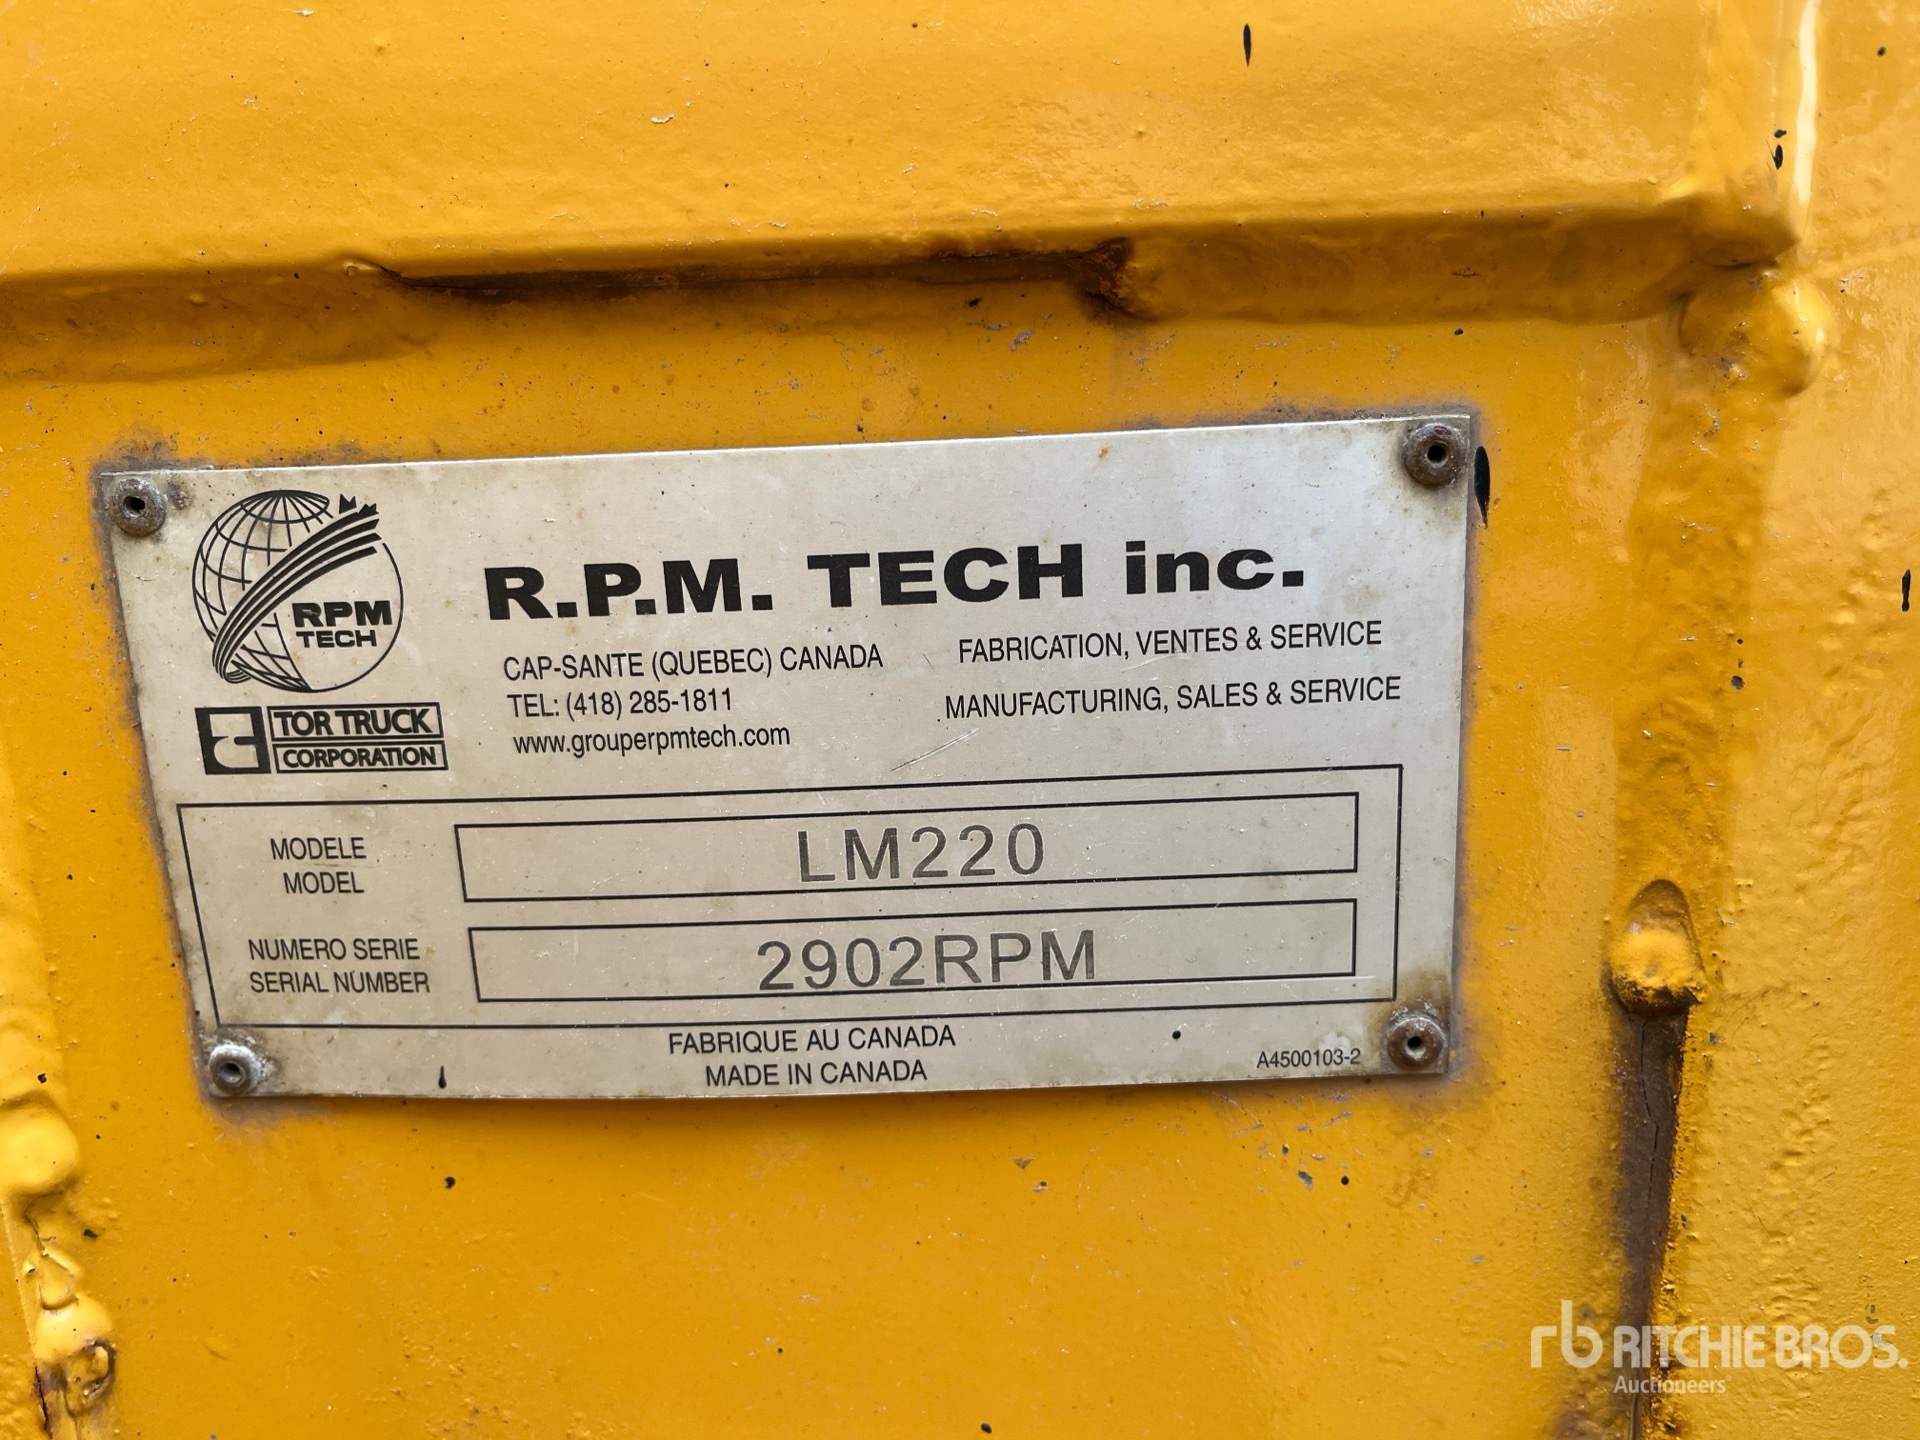 RPM
TECH
TOR TRUCK
CORPORATION
R.P.M. TECH inc.
CAP-SANTE (QUEBEC) CANADA
TEL: (418) 285-1811
www.grouperpmtech.com
FABRICATION, VENTES & SERVICE
MANUFACTURING, SALES & SERVICE
MODELE
MODEL
LM220
NUMERO SERIE
SERIAL NUMBER
2902RPM
FABRIQUE AU CANADA
MADE IN CANADA
A4500103-2
rb RITCHIE BROS.
Auctioneers